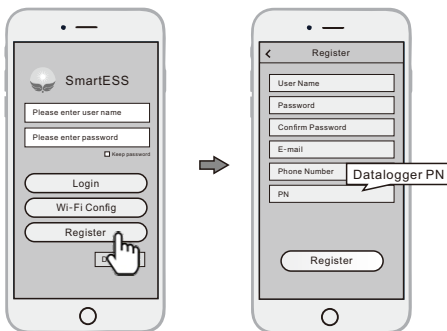 SmartESS
Please enter user name
Please enter password
Keep password
Login
Wi-Fi Config
Register
Register
User Name
Password
Confirm Password
E-mail
Phone Number
Datalogger PN
PN
Register